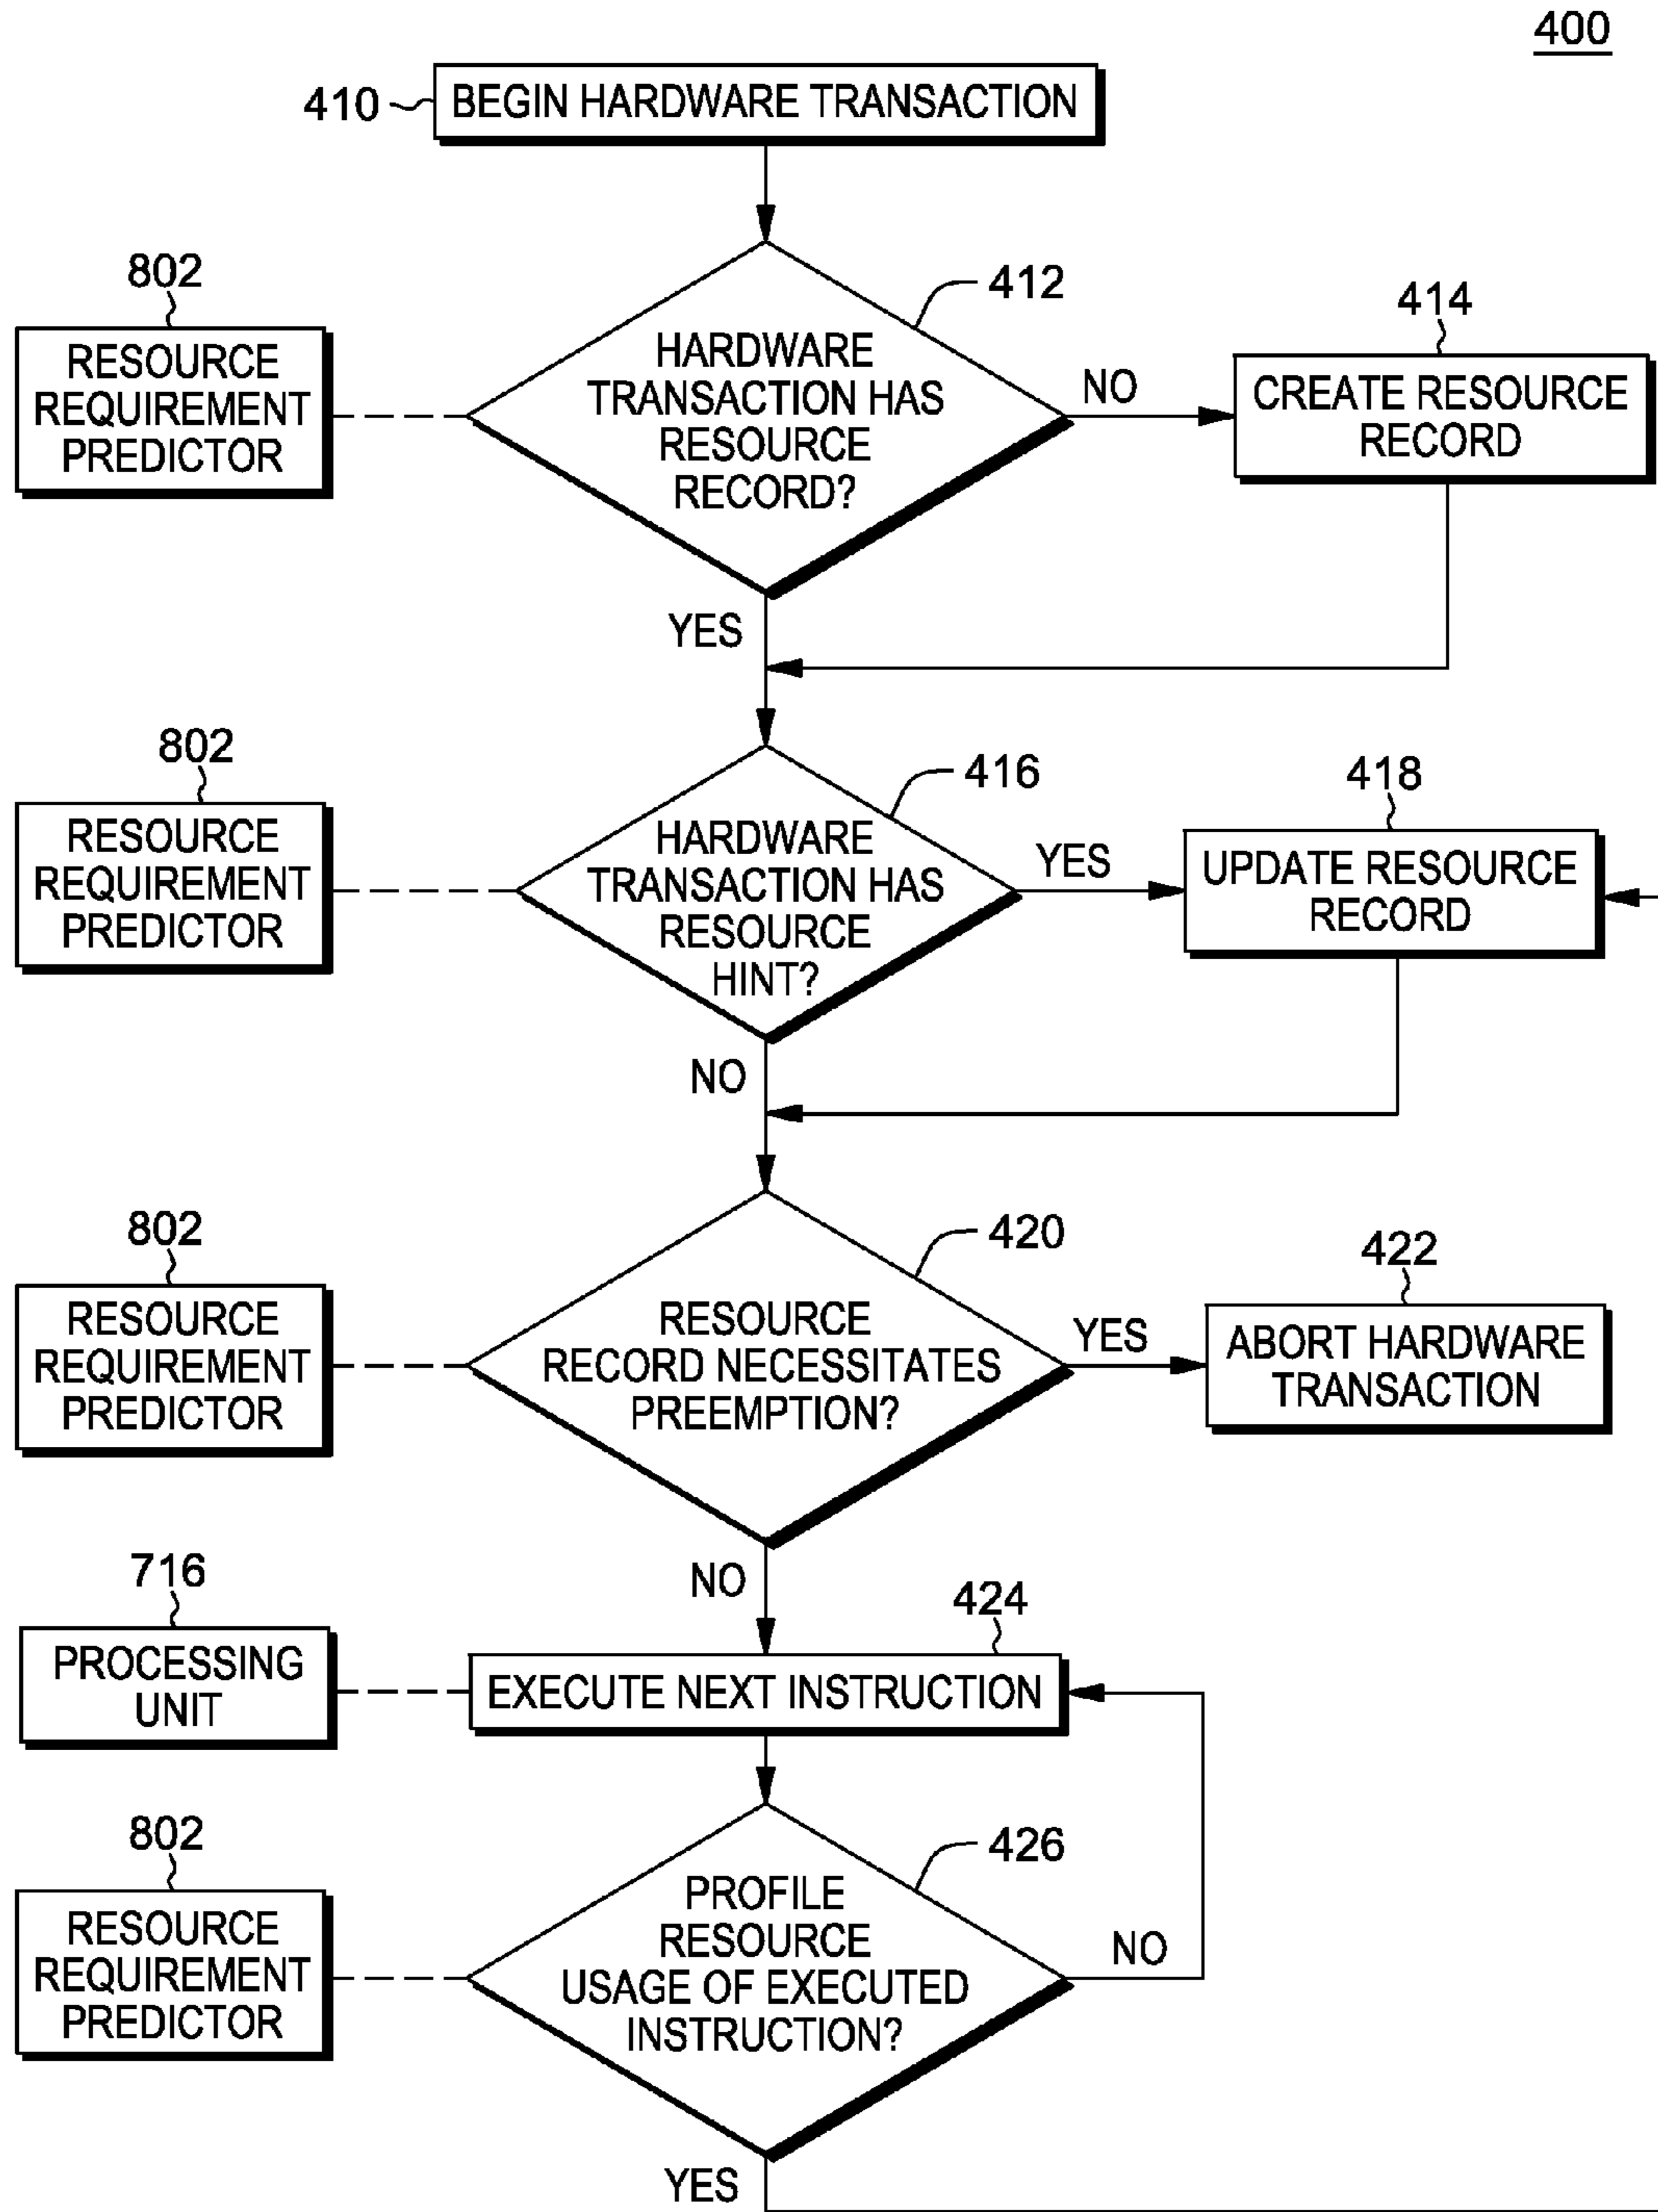 400
410
BEGIN HARDWARE TRANSACTION
802
RESOURCE
REQUIREMENT
PREDICTOR
412
HARDWARE
TRANSACTION HAS
RESOURCE
RECORD?
NO
414
CREATE RESOURCE
RECORD
YES
802
RESOURCE
REQUIREMENT
PREDICTOR
416
HARDWARE
TRANSACTION HAS
RESOURCE
HINT?
YES
418
UPDATE RESOURCE
RECORD
NO
802
RESOURCE
REQUIREMENT
PREDICTOR
420
RESOURCE
RECORD NECESSITATES
PREEMPTION?
YES
422
ABORT HARDWARE
TRANSACTION
NO
716
PROCESSING
UNIT
424
EXECUTE NEXT INSTRUCTION
802
RESOURCE
REQUIREMENT
PREDICTOR
426
PROFILE
RESOURCE
USAGE OF EXECUTED
INSTRUCTION?
NO
YES